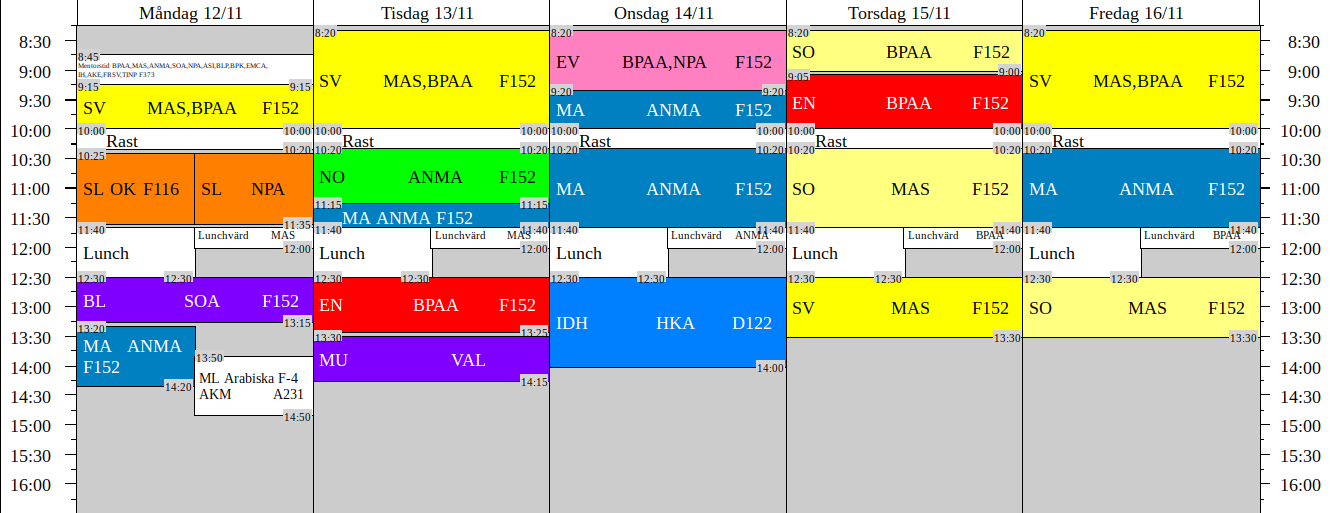 Måndag 12/11 Tisdag 13/11 Onsdag 14/11 Torsdag 15/11 Fredag 16/11
8:20 8:20 8:20 8:20
8:30 8:30
8:45
Mentorstid BPAA,MAS,ANMA,SOA,NPA,ASI,BLP,BPK,EMCA,
IH,AKE,FRSV,TINP F373
SO BPAA F152
EV BPAA,NPA F152
9:00 9:00
9:00
9:05
SV MAS,BPAA F152 SV MAS,BPAA F152
9:15 9:15
9:20 9:20
9:30 9:30
SV MAS,BPAA F152 MA ANMA F152 EN BPAA F152
10:00 10:00
10:00 10:00 10:00 10:00 10:00 10:00 10:00 10:00 10:00 10:00
Rast Rast Rast Rast Rast
10:20 10:20 10:20 10:20 10:20 10:20 10:20 10:20 10:20
10:25
10:30 10:30
NO ANMA F152
11:00 11:00
SL OK F116 SL NPA MA ANMA F152 SO MAS F152 MA ANMA F152
11:15 11:15
MA ANMA F152
11:30 11:30
11:35
11:40 11:40 11:40 11:40 11:40 11:40 11:40 11:40 11:40
Lunchvärd MAS Lunchvärd MAS Lunchvärd ANMA Lunchvärd BPAA Lunchvärd BPAA
12:00 12:00
12:00 12:00 12:00 12:00 12:00
Lunch Lunch Lunch Lunch Lunch
12:30 12:30
12:30 12:30 12:30 12:30 12:30 12:30 12:30 12:30 12:30 12:30
BL SOA F152 EN BPAA F152 SV MAS F152 SO MAS F152
13:00 13:00
13:15
13:20
IDH HKA D122
13:25
13:30 13:30
13:30 13:30 13:30
MA ANMA
F152
13:50
MU VAL
14:00 14:00
14:00
14:15
14:20
ML Arabiska F-4
AKM A231
14:30 14:30
14:50
15:00 15:00
15:30 15:30
16:00 16:00